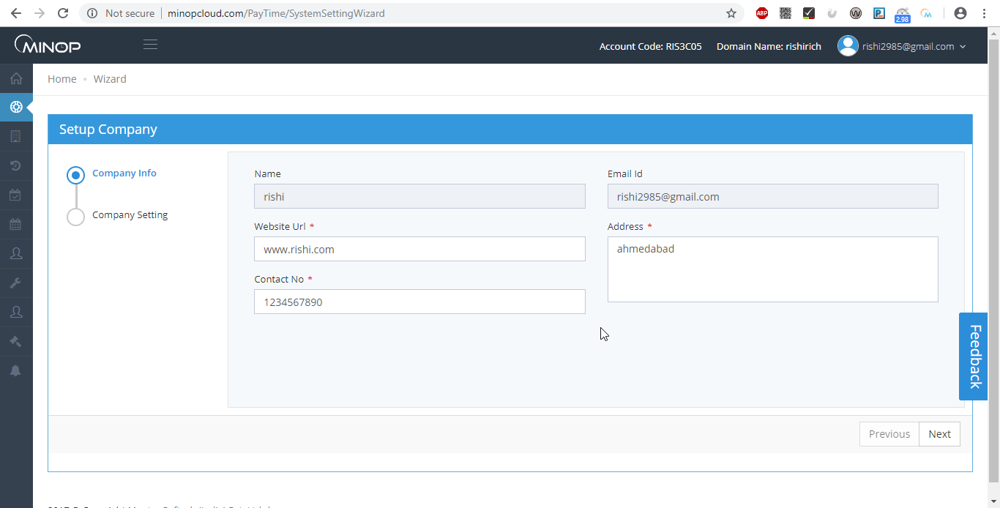 Not secure | minopcloud.com/PayTime/SystemSettingWizard
ABP
W
P
2.98
MINOP
Account Code: RIS3C05 Domain Name: rishirich rishi2985@gmail.com
Home • Wizard
Setup Company
Company Info
Company Setting
Name
rishi
Email Id
rishi2985@gmail.com
Website Url *
www.rishi.com
Address *
ahmedabad
Contact No *
1234567890
Feedback
Previous
Next